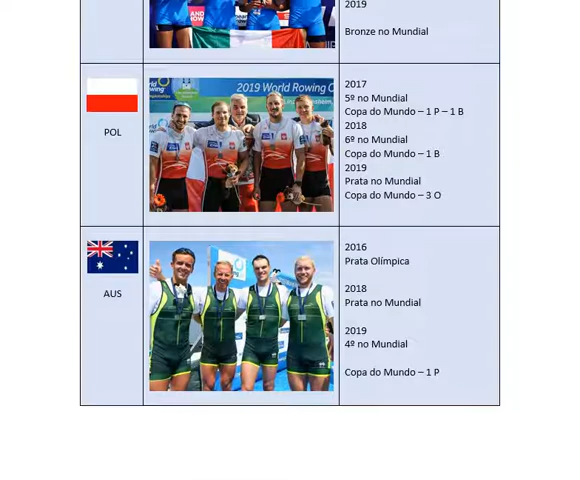 2019
Bronze no Mundial
AND
NOW
POL
2019 World Rowing C
2017
5º no Mundial
Copa do Mundo – 1 P – 1 B
2018
6º no Mundial
Copa do Mundo – 1 B
2019
Prata no Mundial
Copa do Mundo – 3 O
AUS
2016
Prata Olímpica
2018
Prata no Mundial
2019
4º no Mundial
Copa do Mundo – 1 P